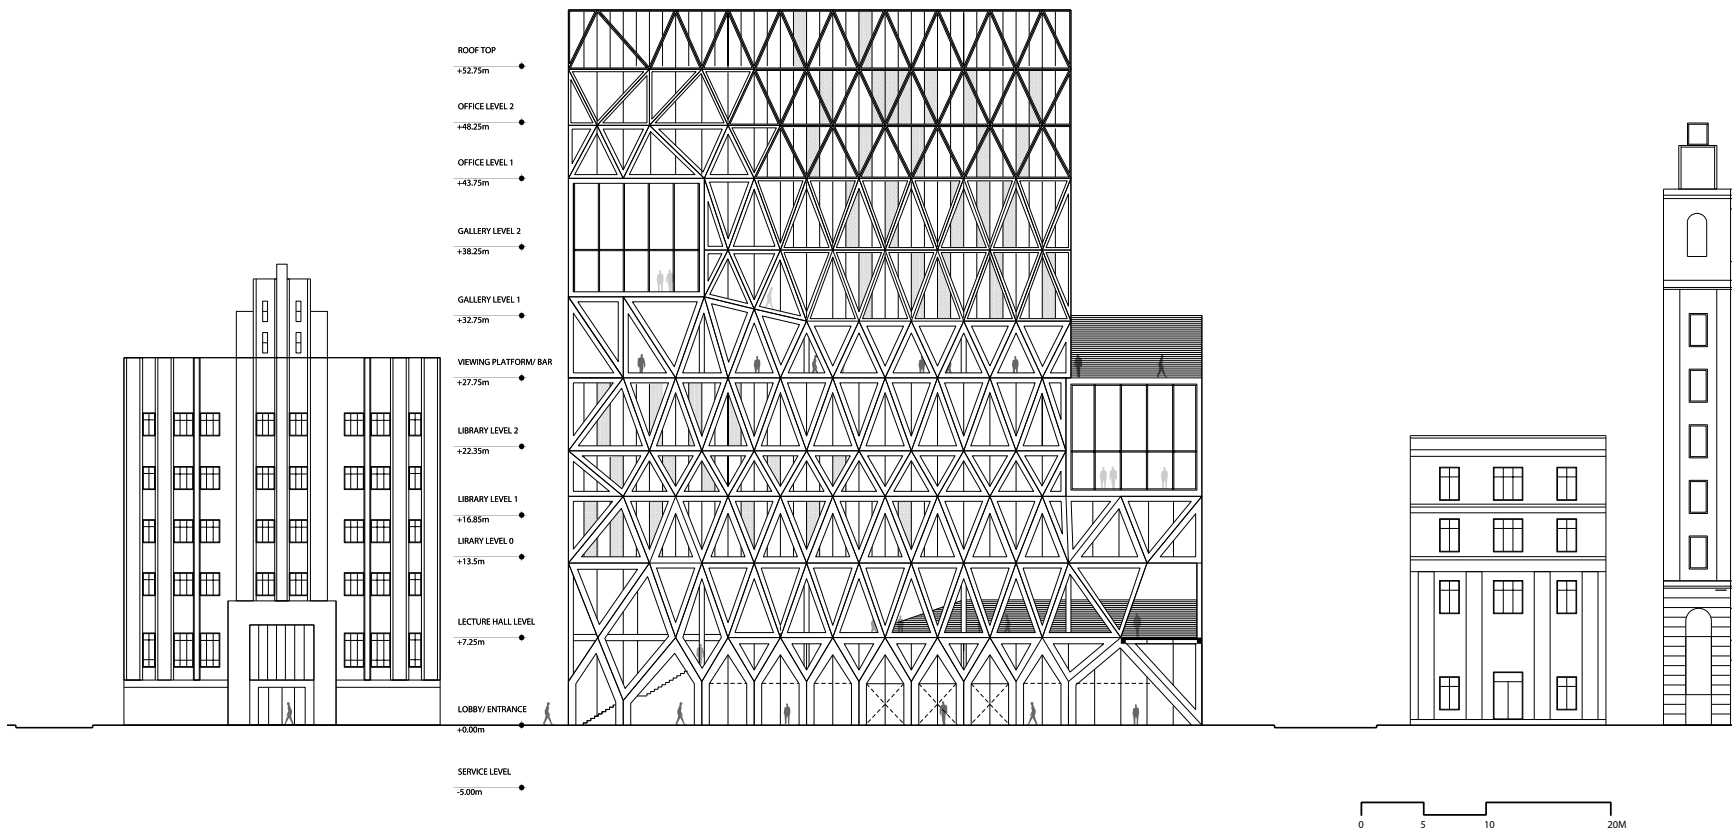 ROOF TOP
+52.75m
OFFICE LEVEL 2
+48.25m
OFFICE LEVEL 1
+43.75m
GALLERY LEVEL 2
+38.25m
GALLERY LEVEL 1
+32.75m
VIEWING PLATFORM/ BAR
+27.75m
LIBRARY LEVEL 2
+22.35m
LIBRARY LEVEL 1
+16.85m
LIRARY LEVEL 0
+13.5m
LECTURE HALL LEVEL
+7.25m
LOBBY/ ENTRANCE
+0.00m
SERVICE LEVEL
-5.00m
0 5 10 20M